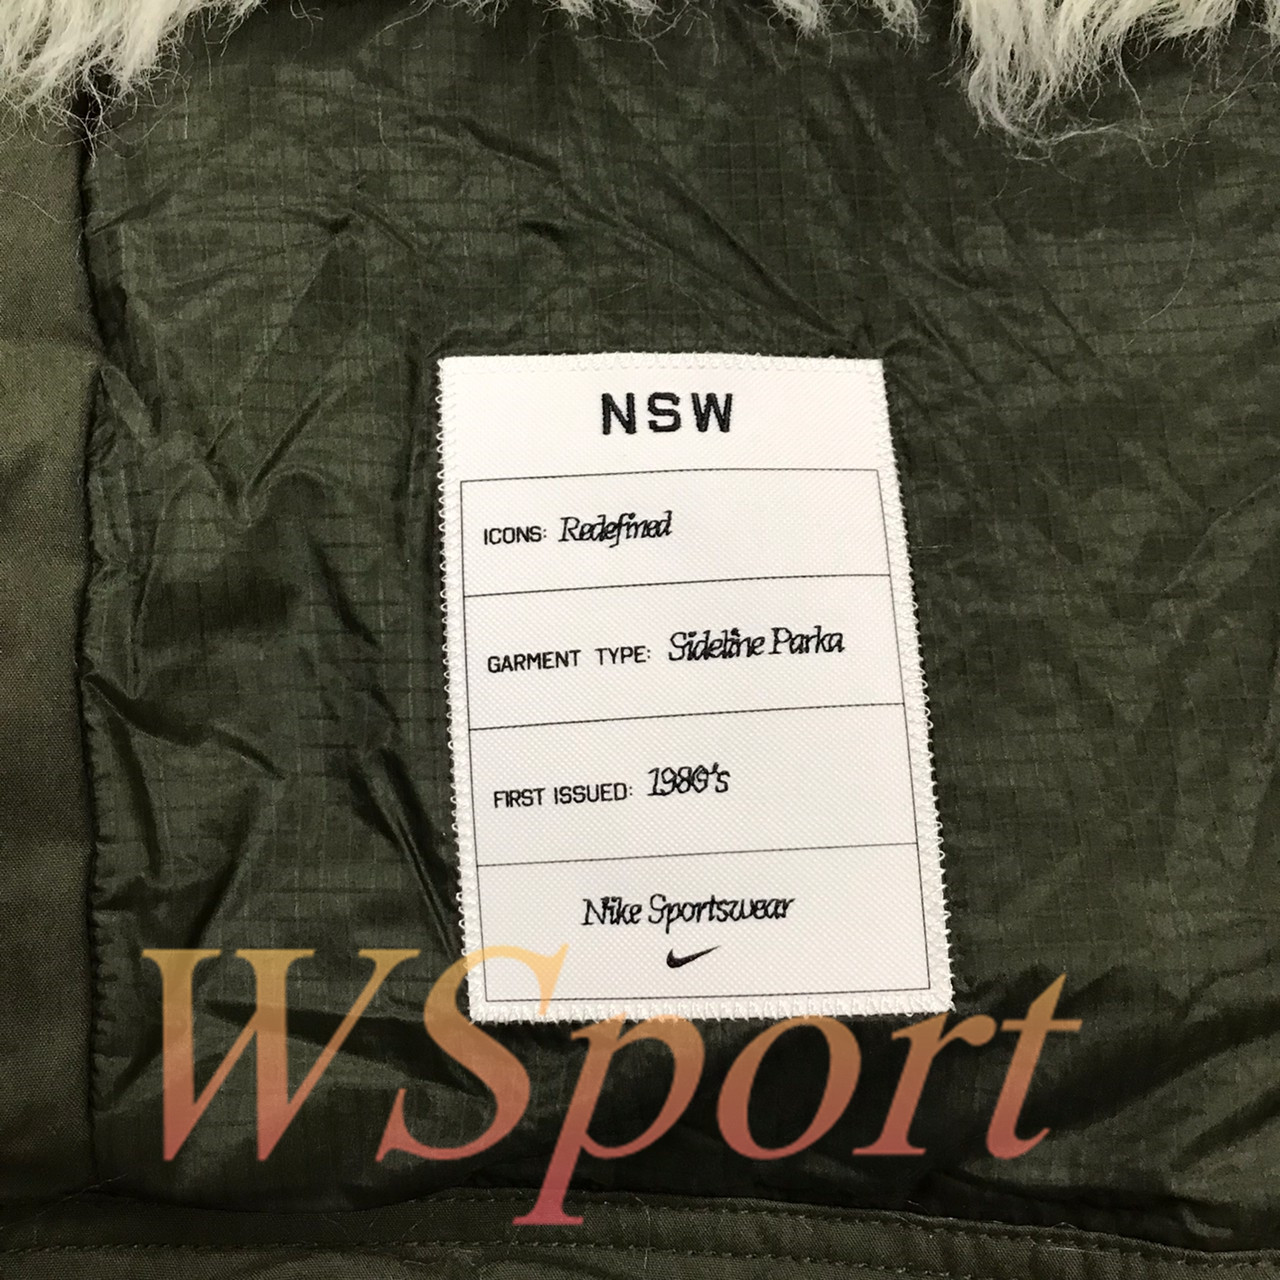 NSW
ICONS: Redefined
GARMENT TYPE: Sideline Parka
FIRST ISSUED: 1980's
Nike Sportswear
WSport